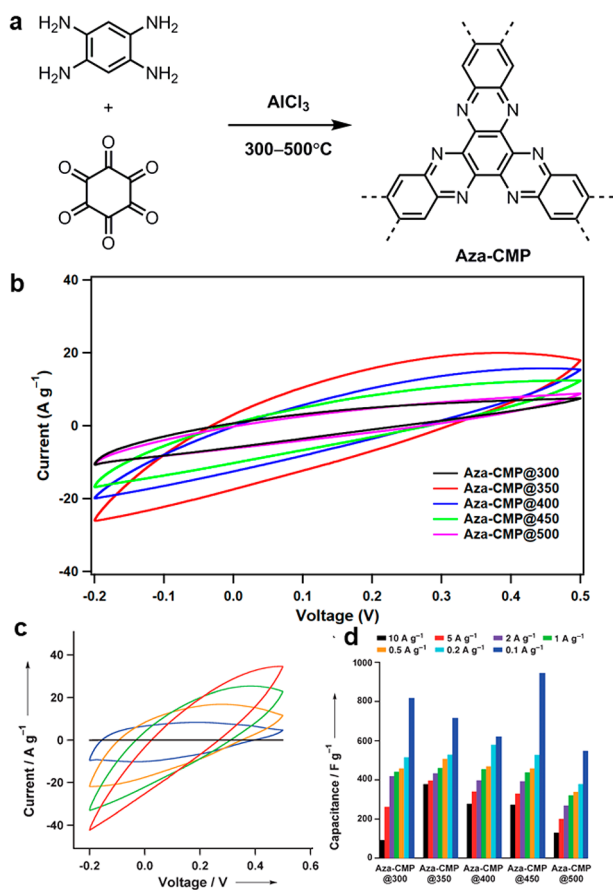 a
H₂N NH₂
H₂N NH₂
+
O O
O O
O O
AlCl₃
300–500°C
N N
N N
N N
Aza-CMP
b
40
20
0
-20
-40
Current (A g⁻¹)
Aza-CMP@300
Aza-CMP@350
Aza-CMP@400
Aza-CMP@450
Aza-CMP@500
-0.2 -0.1 0.0 0.1 0.2 0.3 0.4 0.5
Voltage (V)
c
40
20
0
-20
-40
Current / A g⁻¹
-0.2 0.0 0.2 0.4 0.6
Voltage / V
d
10 A g⁻¹ 5 A g⁻¹ 2 A g⁻¹ 1 A g⁻¹
0.5 A g⁻¹ 0.2 A g⁻¹ 0.1 A g⁻¹
1000
800
600
400
200
0
Capacitance / F g⁻¹
Aza-CMP Aza-CMP Aza-CMP Aza-CMP Aza-CMP
@300 @350 @400 @450 @500